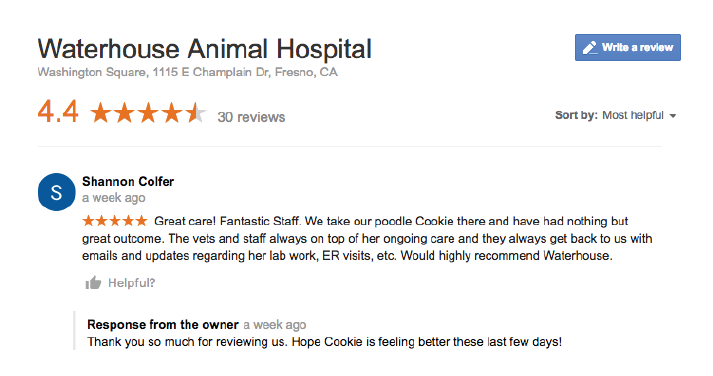 Waterhouse Animal Hospital
Write a review
Washington Square, 1115 E Champlain Dr, Fresno, CA
4.4 30 reviews
Sort by: Most helpful
S
Shannon Colfer
a week ago
Great care! Fantastic Staff. We take our poodle Cookie there and have had nothing but
great outcome. The vets and staff always on top of her ongoing care and they always get back to us with
emails and updates regarding her lab work, ER visits, etc. Would highly recommend Waterhouse.
Helpful?
Response from the owner a week ago
Thank you so much for reviewing us. Hope Cookie is feeling better these last few days!